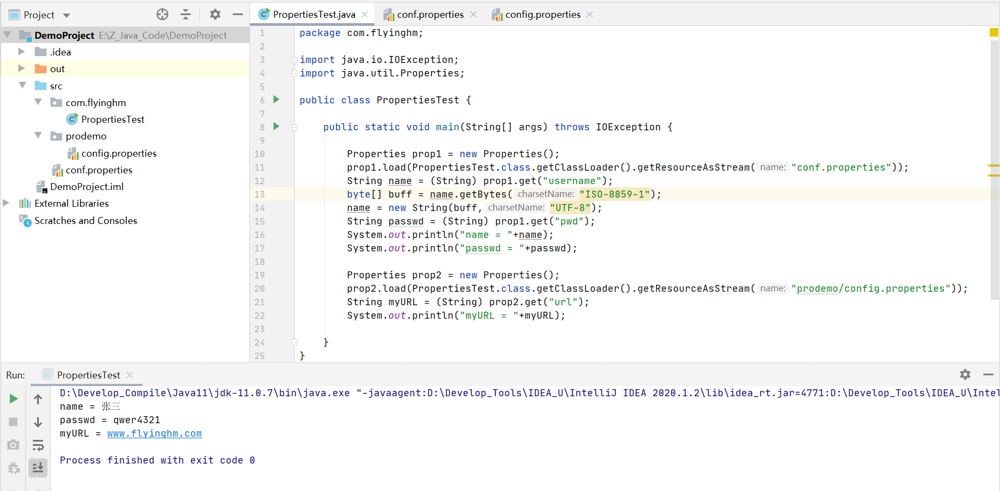 Project
DemoProject E:\Z_Java_Code\DemoProject
.idea
out
src
com.flyinghm
PropertiesTest
prodemo
config.properties
conf.properties
DemoProject.iml
External Libraries
Scratches and Consoles
PropertiesTest.java conf.properties config.properties
1 package com.flyinghm;
2
3 import java.io.IOException;
4 import java.util.Properties;
5
6 public class PropertiesTest {
7
8 public static void main(String[] args) throws IOException {
9
10 Properties prop1 = new Properties();
11 prop1.load(PropertiesTest.class.getClassLoader().getResourceAsStream( name: "conf.properties"));
12 String name = (String) prop1.get("username");
13 byte[] buff = name.getBytes( charsetName: "ISO-8859-1");
14 name = new String(buff, charsetName: "UTF-8");
15 String passwd = (String) prop1.get("pwd");
16 System.out.println("name = "+name);
17 System.out.println("passwd = "+passwd);
18
19 Properties prop2 = new Properties();
20 prop2.load(PropertiesTest.class.getClassLoader().getResourceAsStream( name: "prodemo/config.properties"));
21 String myURL = (String) prop2.get("url");
22 System.out.println("myURL = "+myURL);
23
24 }
25 }
Run: PropertiesTest
D:\Develop_Compile\Java11\jdk-11.0.7\bin\java.exe "-javaagent:D:\Develop_Tools\IDEA_U\IntelliJ IDEA 2020.1.2\lib\idea_rt.jar=4771:D:\Develop_Tools\IDEA_U\Intel
name = 张三
passwd = qwer4321
myURL = www.flyinghm.com
Process finished with exit code 0